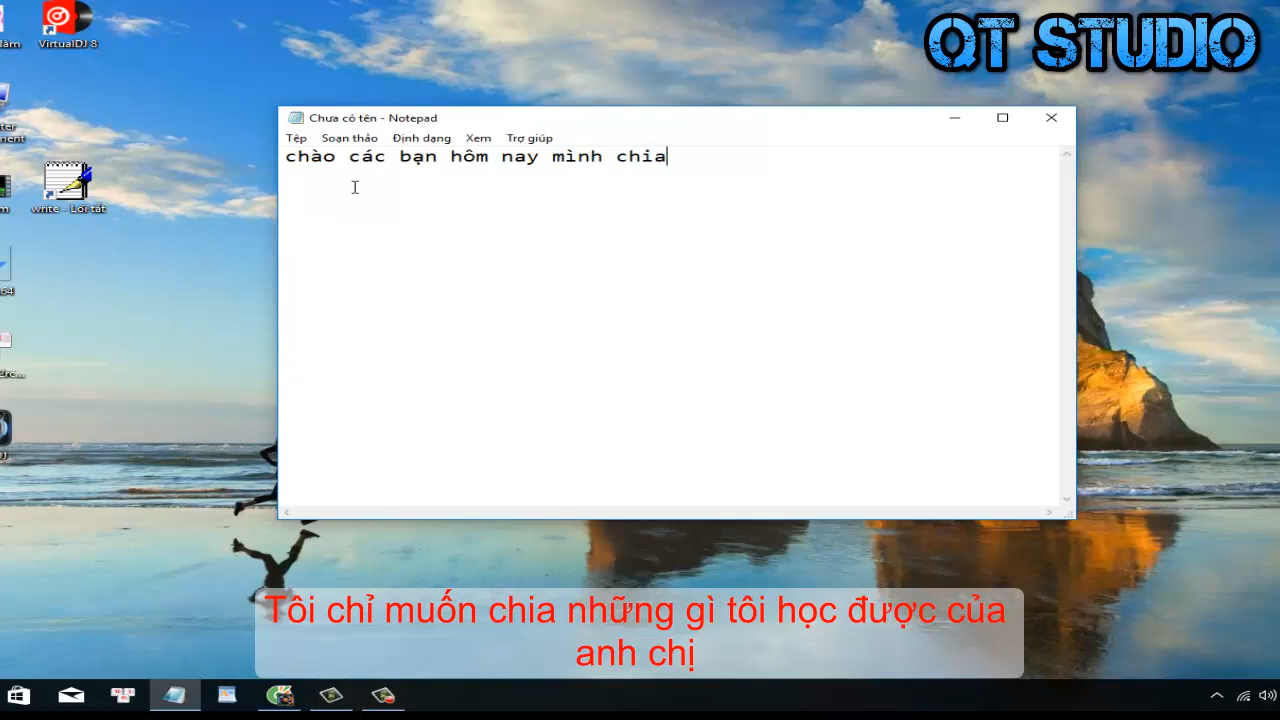 QT STUDIO
làm
VirtualDJ 8
Chưa có tên - Notepad
Tệp Soạn thảo Định dạng Xem Trợ giúp
chào các bạn hôm nay mình chia
write - Lối tắt
Tôi chỉ muốn chia những gì tôi học được của
anh chị